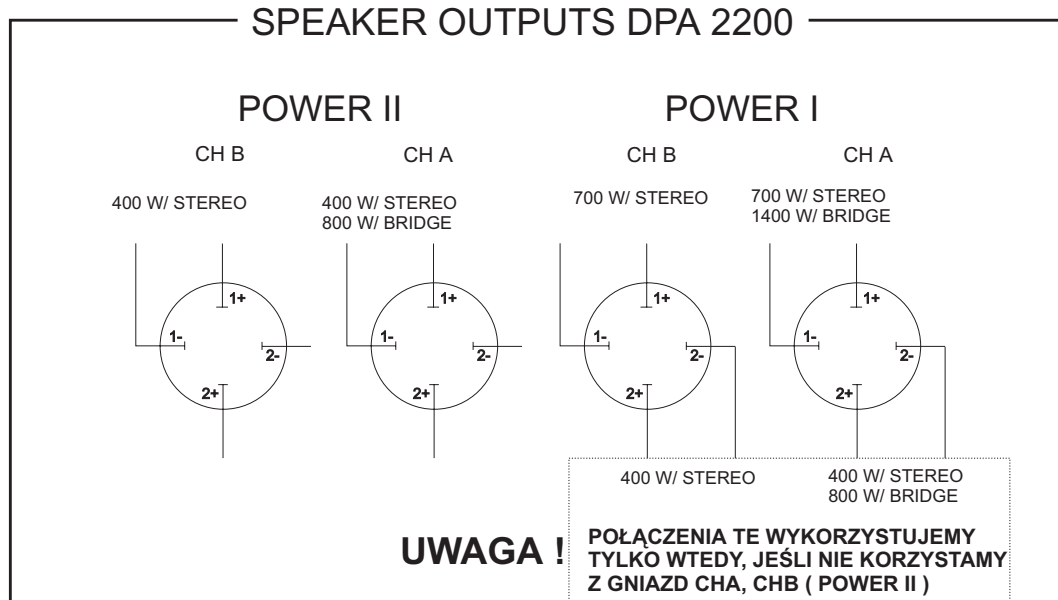 SPEAKER OUTPUTS DPA 2200
POWER II
POWER I
CH B
CH A
CH B
CH A
400 W/ STEREO
400 W/ STEREO
800 W/ BRIDGE
700 W/ STEREO
700 W/ STEREO
1400 W/ BRIDGE
1+
1-
2-
2+
1+
1-
2-
2+
1+
1-
2-
2+
1+
1-
2-
2+
400 W/ STEREO
400 W/ STEREO
800 W/ BRIDGE
UWAGA !
POŁĄCZENIA TE WYKORZYSTUJEMY
TYLKO WTEDY, JEŚLI NIE KORZYSTAMY
Z GNIAZD CHA, CHB ( POWER II )